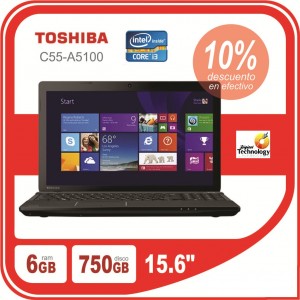 TOSHIBA
C55-A5100
intel
inside
CORE i3
10%
descuento
en efectivo
Start
68°
Technology
6GB
ram
750GB
disco
15.6"